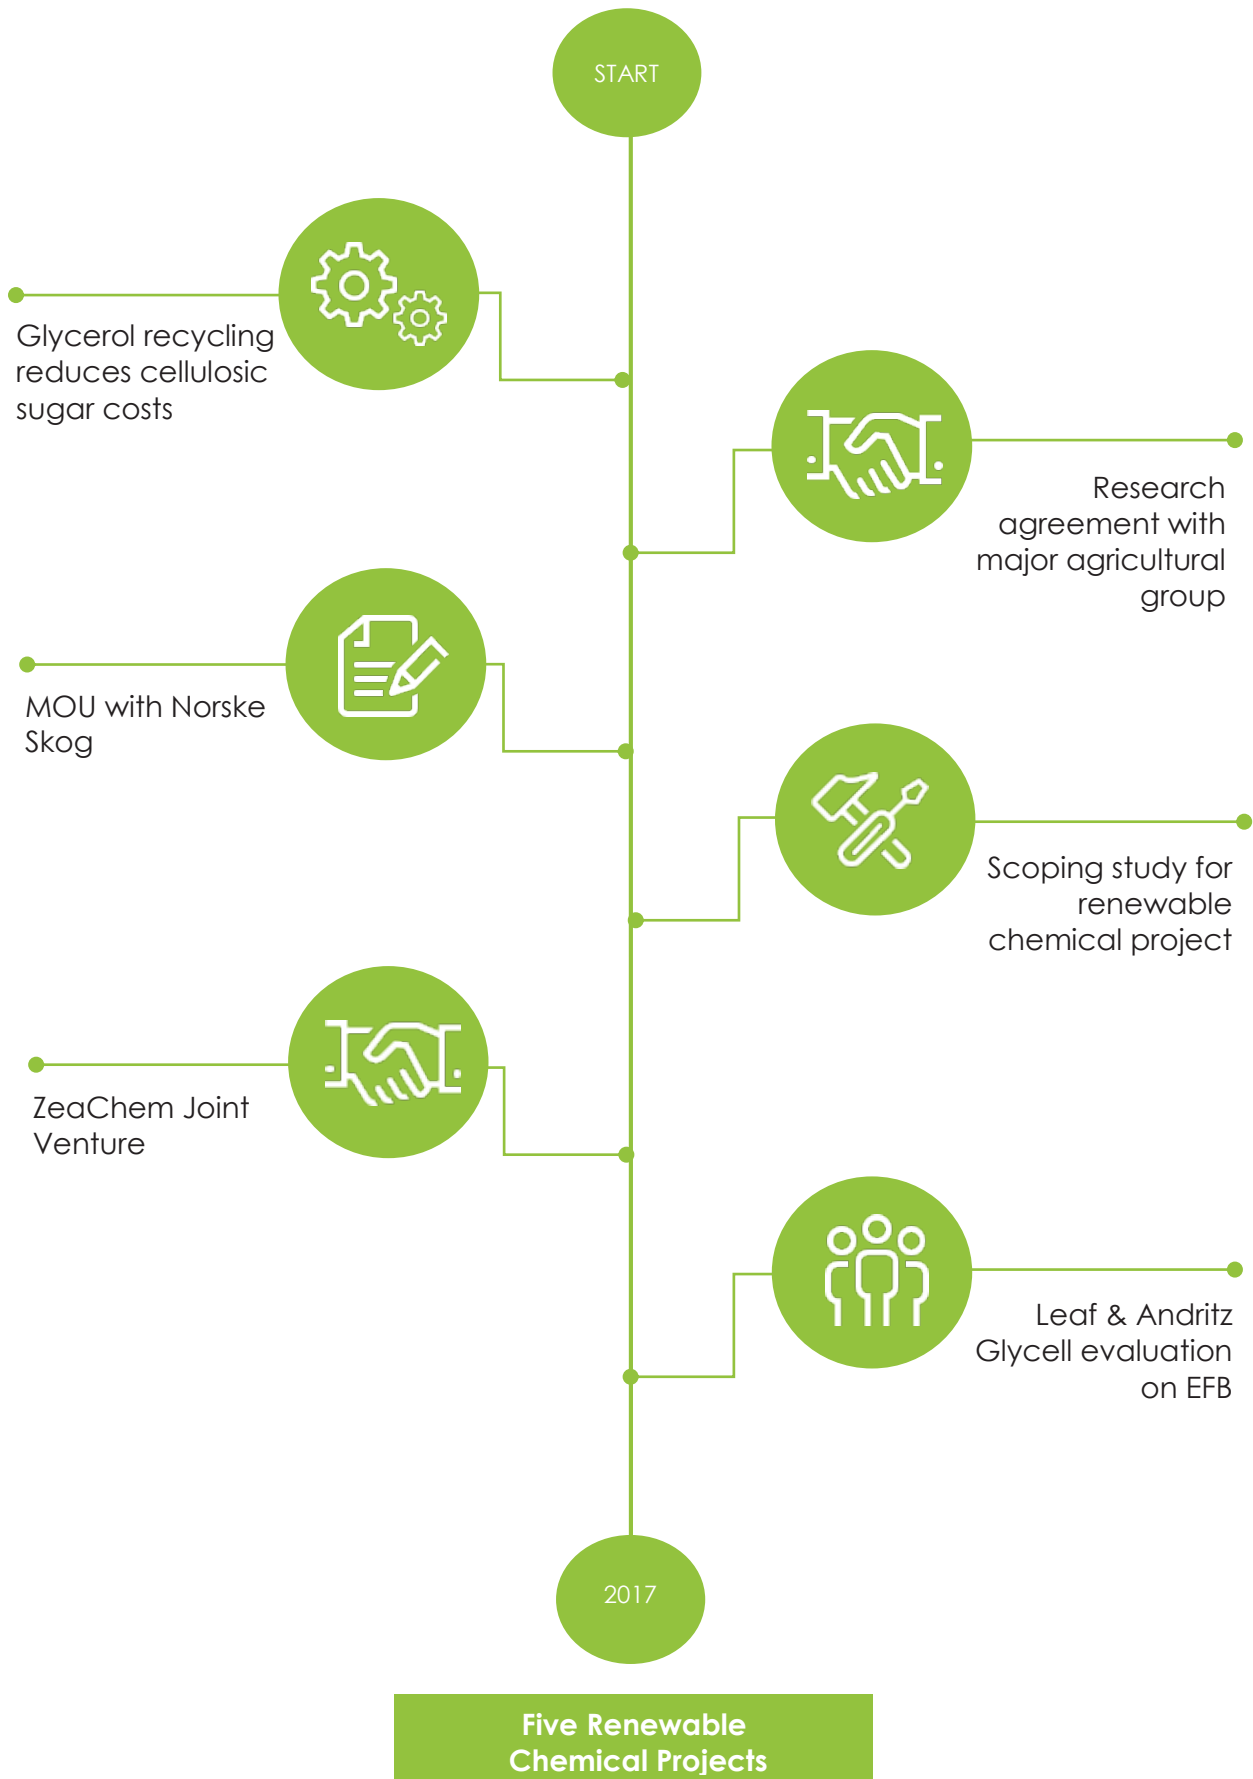 START
Glycerol recycling
reduces cellulosic
sugar costs
Research
agreement with
major agricultural
group
MOU with Norske
Skog
Scoping study for
renewable
chemical project
ZeaChem Joint
Venture
Leaf & Andritz
Glycell evaluation
on EFB
2017
Five Renewable
Chemical Projects